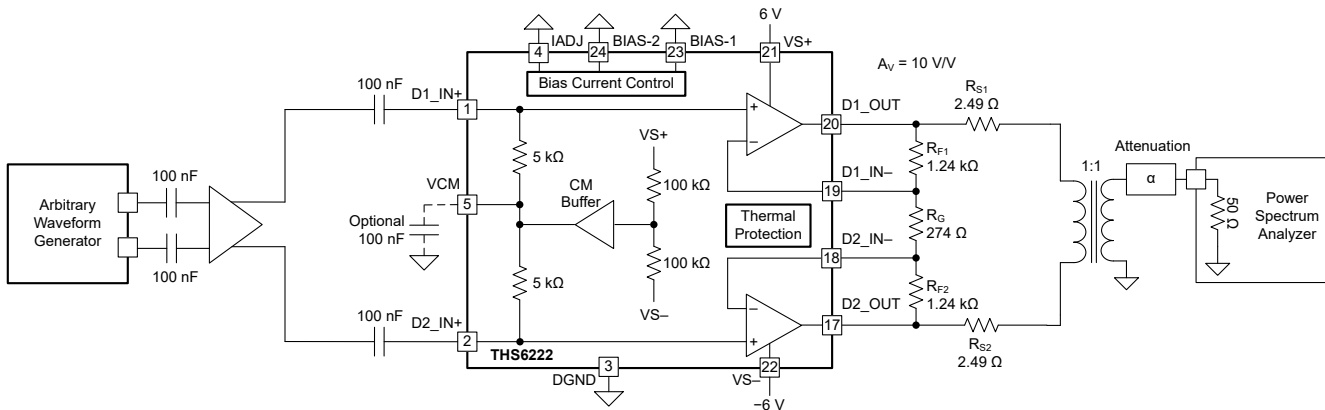 6 V
IADJ
BIAS-2
BIAS-1
VS+
4
24
23
21
Bias Current Control
A_V = 10 V/V
100 nF
D1_IN+
1
+
−
D1_OUT
20
R_S1
2.49 Ω
5 kΩ
VS+
R_F1
1.24 kΩ
Attenuation
1:1
α
100 nF
VCM
5
CM
Buffer
100 kΩ
D1_IN−
19
Arbitrary
Waveform
Generator
Optional
100 nF
Thermal
Protection
R_G
274 Ω
50 Ω
Power
Spectrum
Analyzer
D2_IN−
18
100 nF
5 kΩ
100 kΩ
VS−
R_F2
1.24 kΩ
100 nF
D2_IN+
2
−
+
D2_OUT
17
R_S2
2.49 Ω
THS6222
3
DGND
22
VS−
−6 V